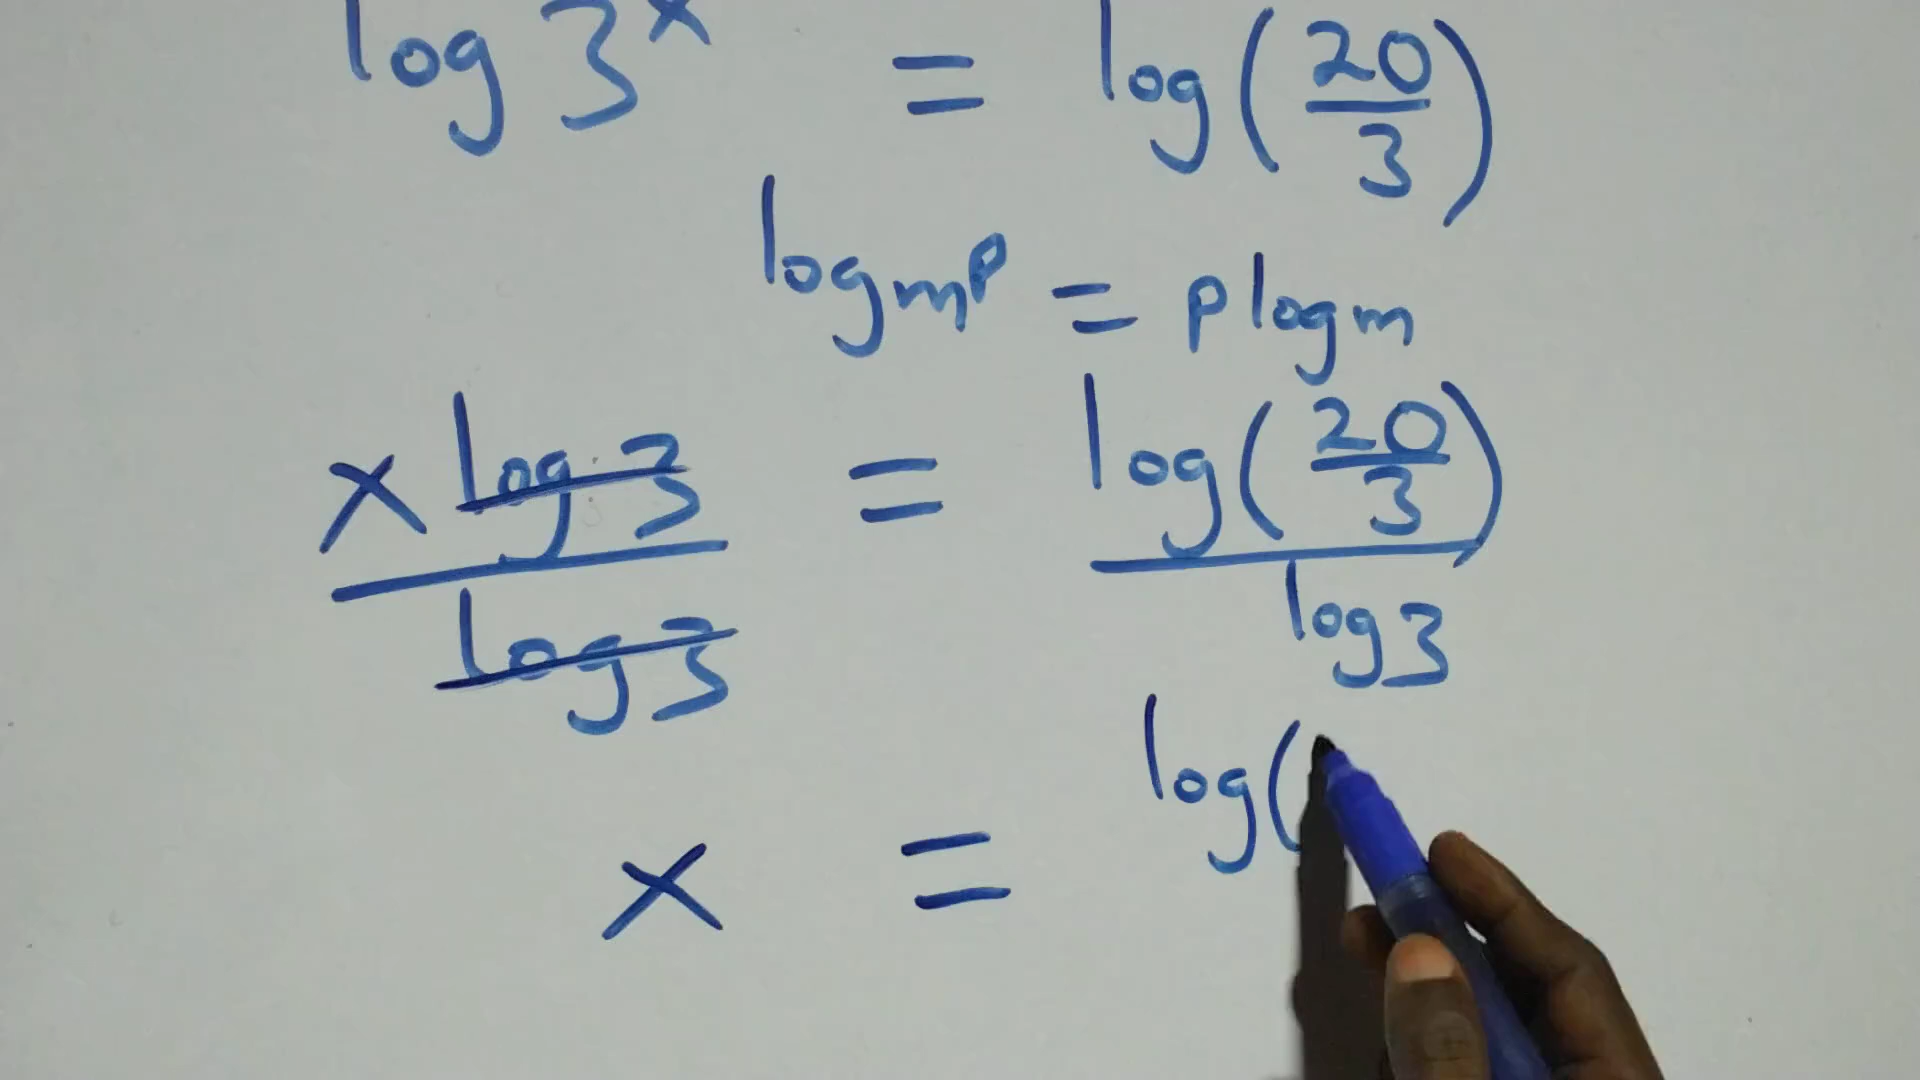 log 3^x = log(20/3)
log m^p = p log m
x log 3 / log 3 = log(20/3) / log 3
x = log(